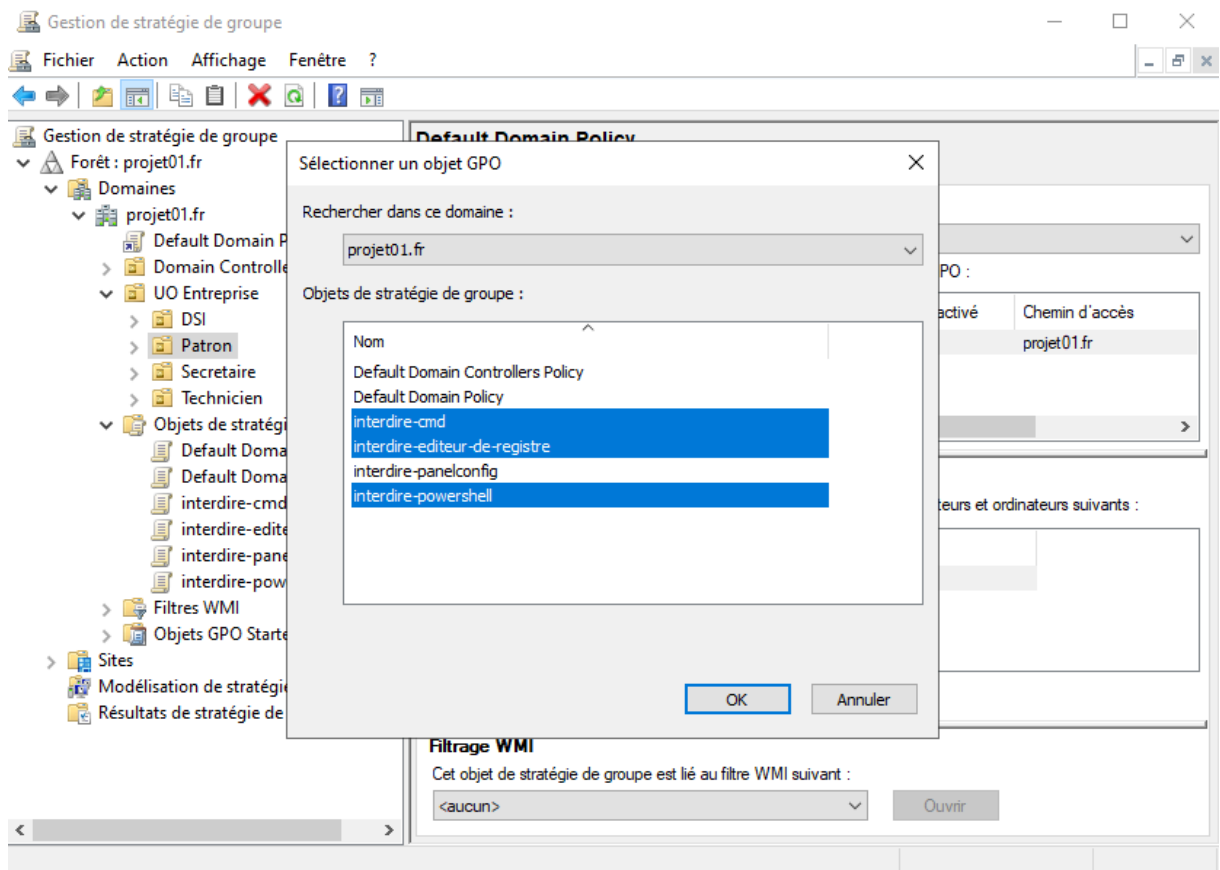 Gestion de stratégie de groupe
Fichier Action Affichage Fenêtre ?
Gestion de stratégie de groupe
Forêt : projet01.fr
Domaines
projet01.fr
Default Domain P
Domain Controlle
UO Entreprise
DSI
Patron
Secretaire
Technicien
Objets de stratégi
Default Doma
Default Doma
interdire-cmd
interdire-edite
interdire-pane
interdire-pow
Filtres WMI
Objets GPO Starte
Sites
Modélisation de stratégie
Résultats de stratégie de
Default Domain Policy
Sélectionner un objet GPO
Rechercher dans ce domaine :
projet01.fr
Objets de stratégie de groupe :
Nom
Default Domain Controllers Policy
Default Domain Policy
interdire-cmd
interdire-editeur-de-registre
interdire-panelconfig
interdire-powershell
OK Annuler
PO :
activé Chemin d'accès
projet01.fr
teurs et ordinateurs suivants :
Filtrage WMI
Cet objet de stratégie de groupe est lié au filtre WMI suivant :
<aucun> Ouvrir